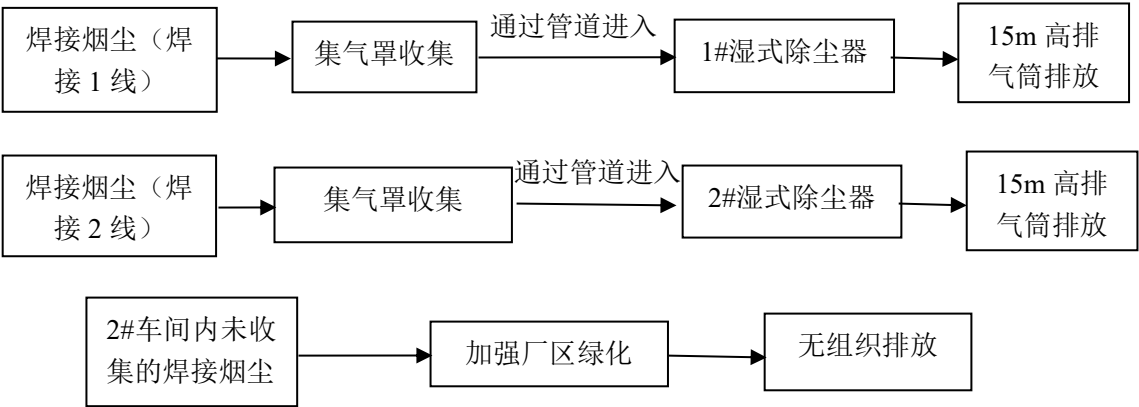 焊接烟尘（焊
接 1 线）
集气罩收集
通过管道进入
1#湿式除尘器
15m 高排
气筒排放
焊接烟尘（焊
接 2 线）
集气罩收集
通过管道进入
2#湿式除尘器
15m 高排
气筒排放
2#车间内未收
集的焊接烟尘
加强厂区绿化
无组织排放